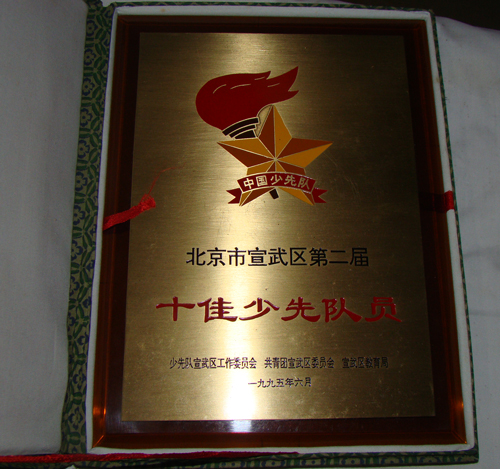 中国少先队
北京市宣武区第二届
十佳少先队员
少先队宣武区工作委员会 共青团宣武区委员会 宣武区教育局
一九九五年六月